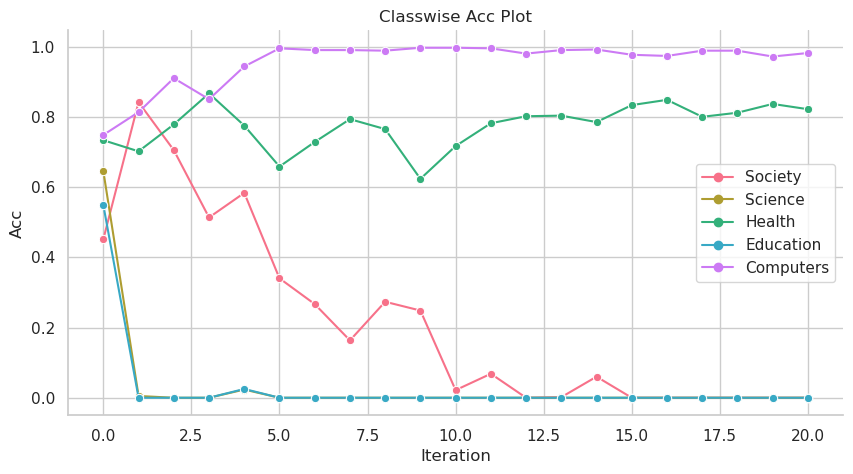 Classwise Acc Plot
1.0
0.8
0.6
0.4
0.2
0.0
Acc
Society
Science
Health
Education
Computers
0.0 2.5 5.0 7.5 10.0 12.5 15.0 17.5 20.0
Iteration